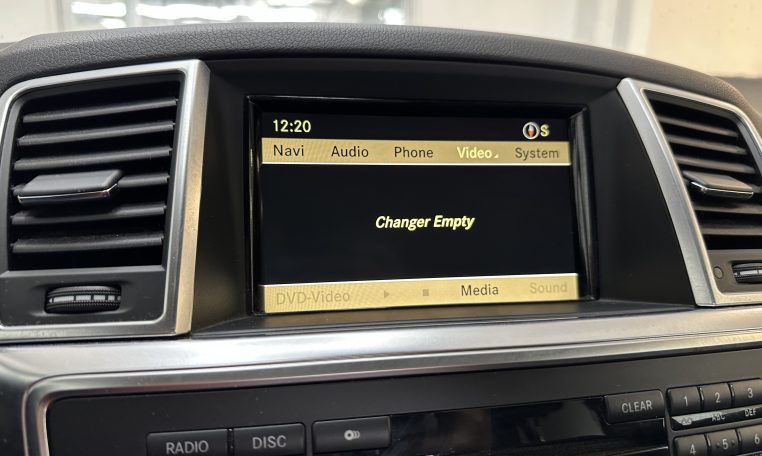 12:20 S
Navi Audio Phone Video System
Changer Empty
DVD-Video Media Sound
RADIO DISC CLEAR 1 2 3
ABC DEF
4 5 6